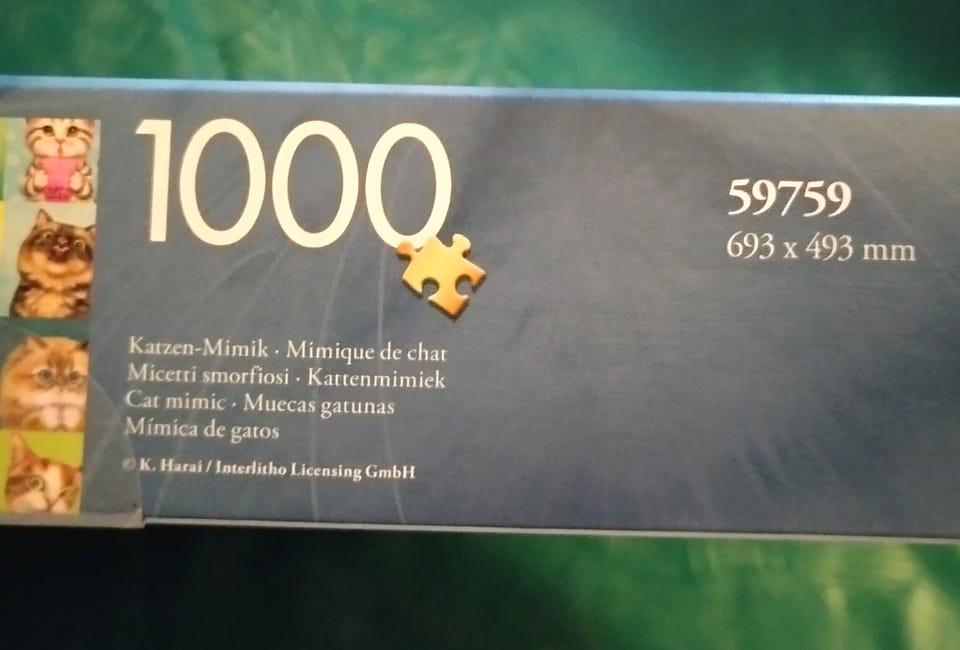 1000
59759
693 x 493 mm
Katzen-Mimik · Mimique de chat
Micetti smorfiosi · Kattenmimiek
Cat mimic · Muecas gatunas
Mímica de gatos
© K. Harai / Interlitho Licensing GmbH